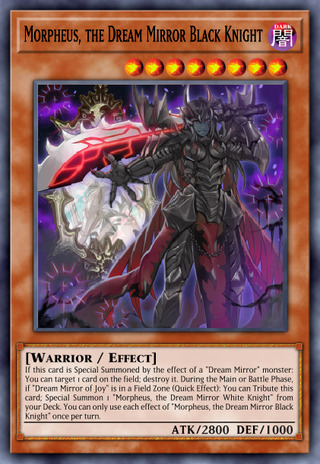 Morpheus, the Dream Mirror Black Knight
DARK
闇
[Warrior / Effect]
If this card is Special Summoned by the effect of a "Dream Mirror" monster:
You can target 1 card on the field; destroy it. During the Main or Battle Phase,
if "Dream Mirror of Joy" is in a Field Zone (Quick Effect): You can Tribute this
card; Special Summon 1 "Morpheus, the Dream Mirror White Knight" from
your Deck. You can only use each effect of "Morpheus, the Dream Mirror Black
Knight" once per turn.
ATK/2800 DEF/1000